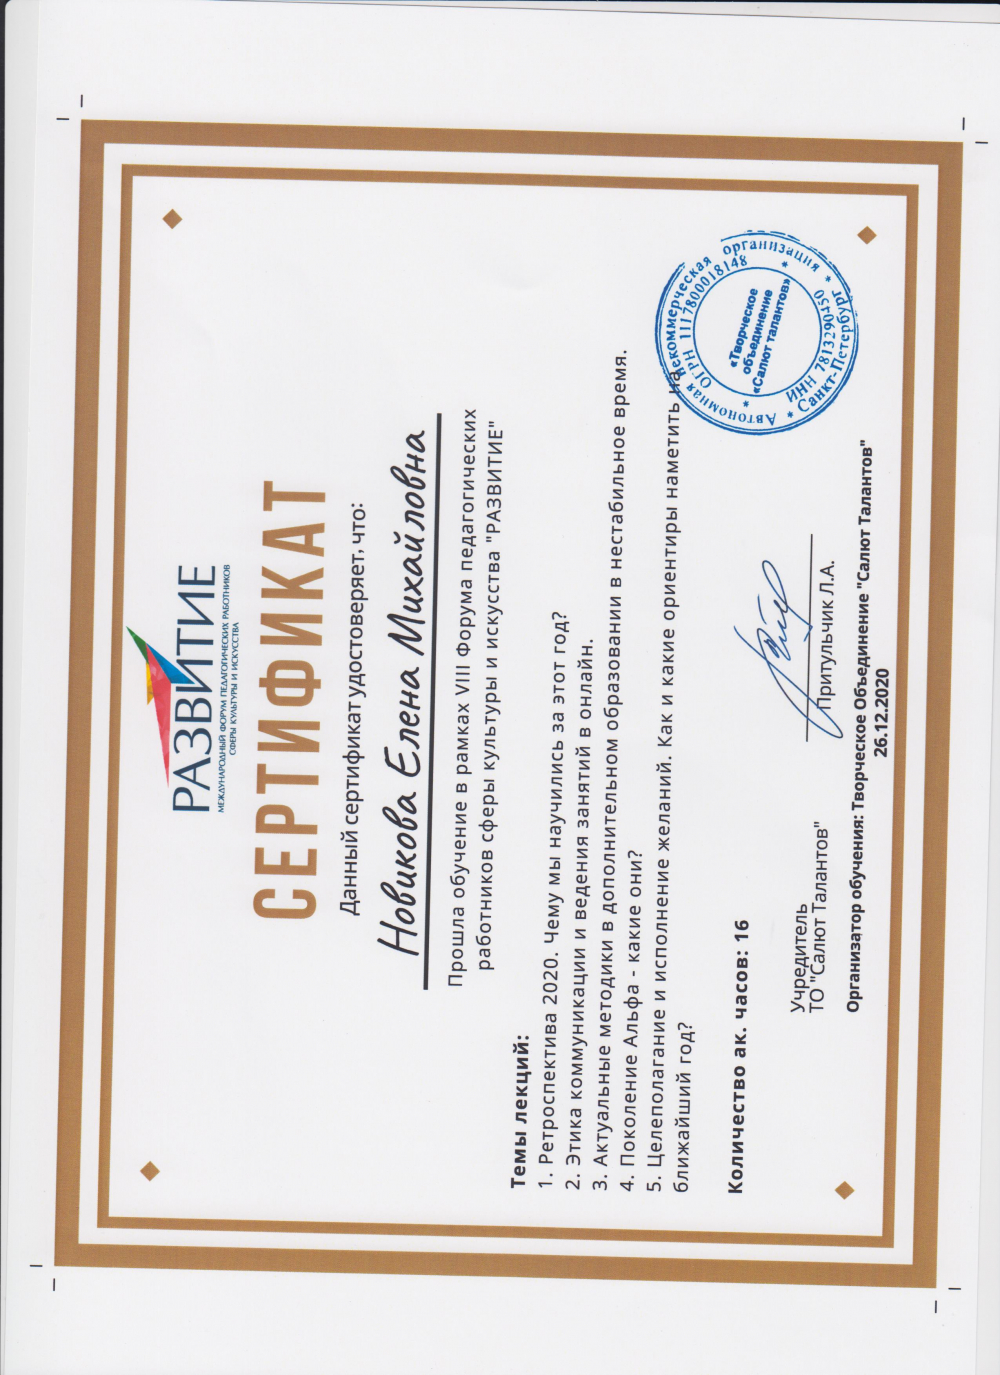 РАЗВИТИЕ
МЕЖДУНАРОДНЫЙ ФОРУМ ПЕДАГОГИЧЕСКИХ РАБОТНИКОВ
СФЕРЫ КУЛЬТУРЫ И ИСКУССТВА
СЕРТИФИКАТ
Данный сертификат удостоверяет, что:
Новикова Елена Михайловна
Прошла обучение в рамках VIII Форума педагогических
работников сферы культуры и искусства "РАЗВИТИЕ"
Темы лекций:
1. Ретроспектива 2020. Чему мы научились за этот год?
2. Этика коммуникации и ведения занятий в онлайн.
3. Актуальные методики в дополнительном образовании в нестабильное время.
4. Поколение Альфа - какие они?
5. Целеполагание и исполнение желаний. Как и какие ориентиры наметить на
ближайший год?
Количество ак. часов: 16
Учредитель
ТО "Салют Талантов"
Притульчик Л.А.
Организатор обучения: Творческое Объединение "Салют Талантов"
26.12.2020
Автономная некоммерческая организация
* Санкт-Петербург *
ОГРН 1117800018148
ИНН 7813290450
«Творческое
объединение
«Салют талантов»